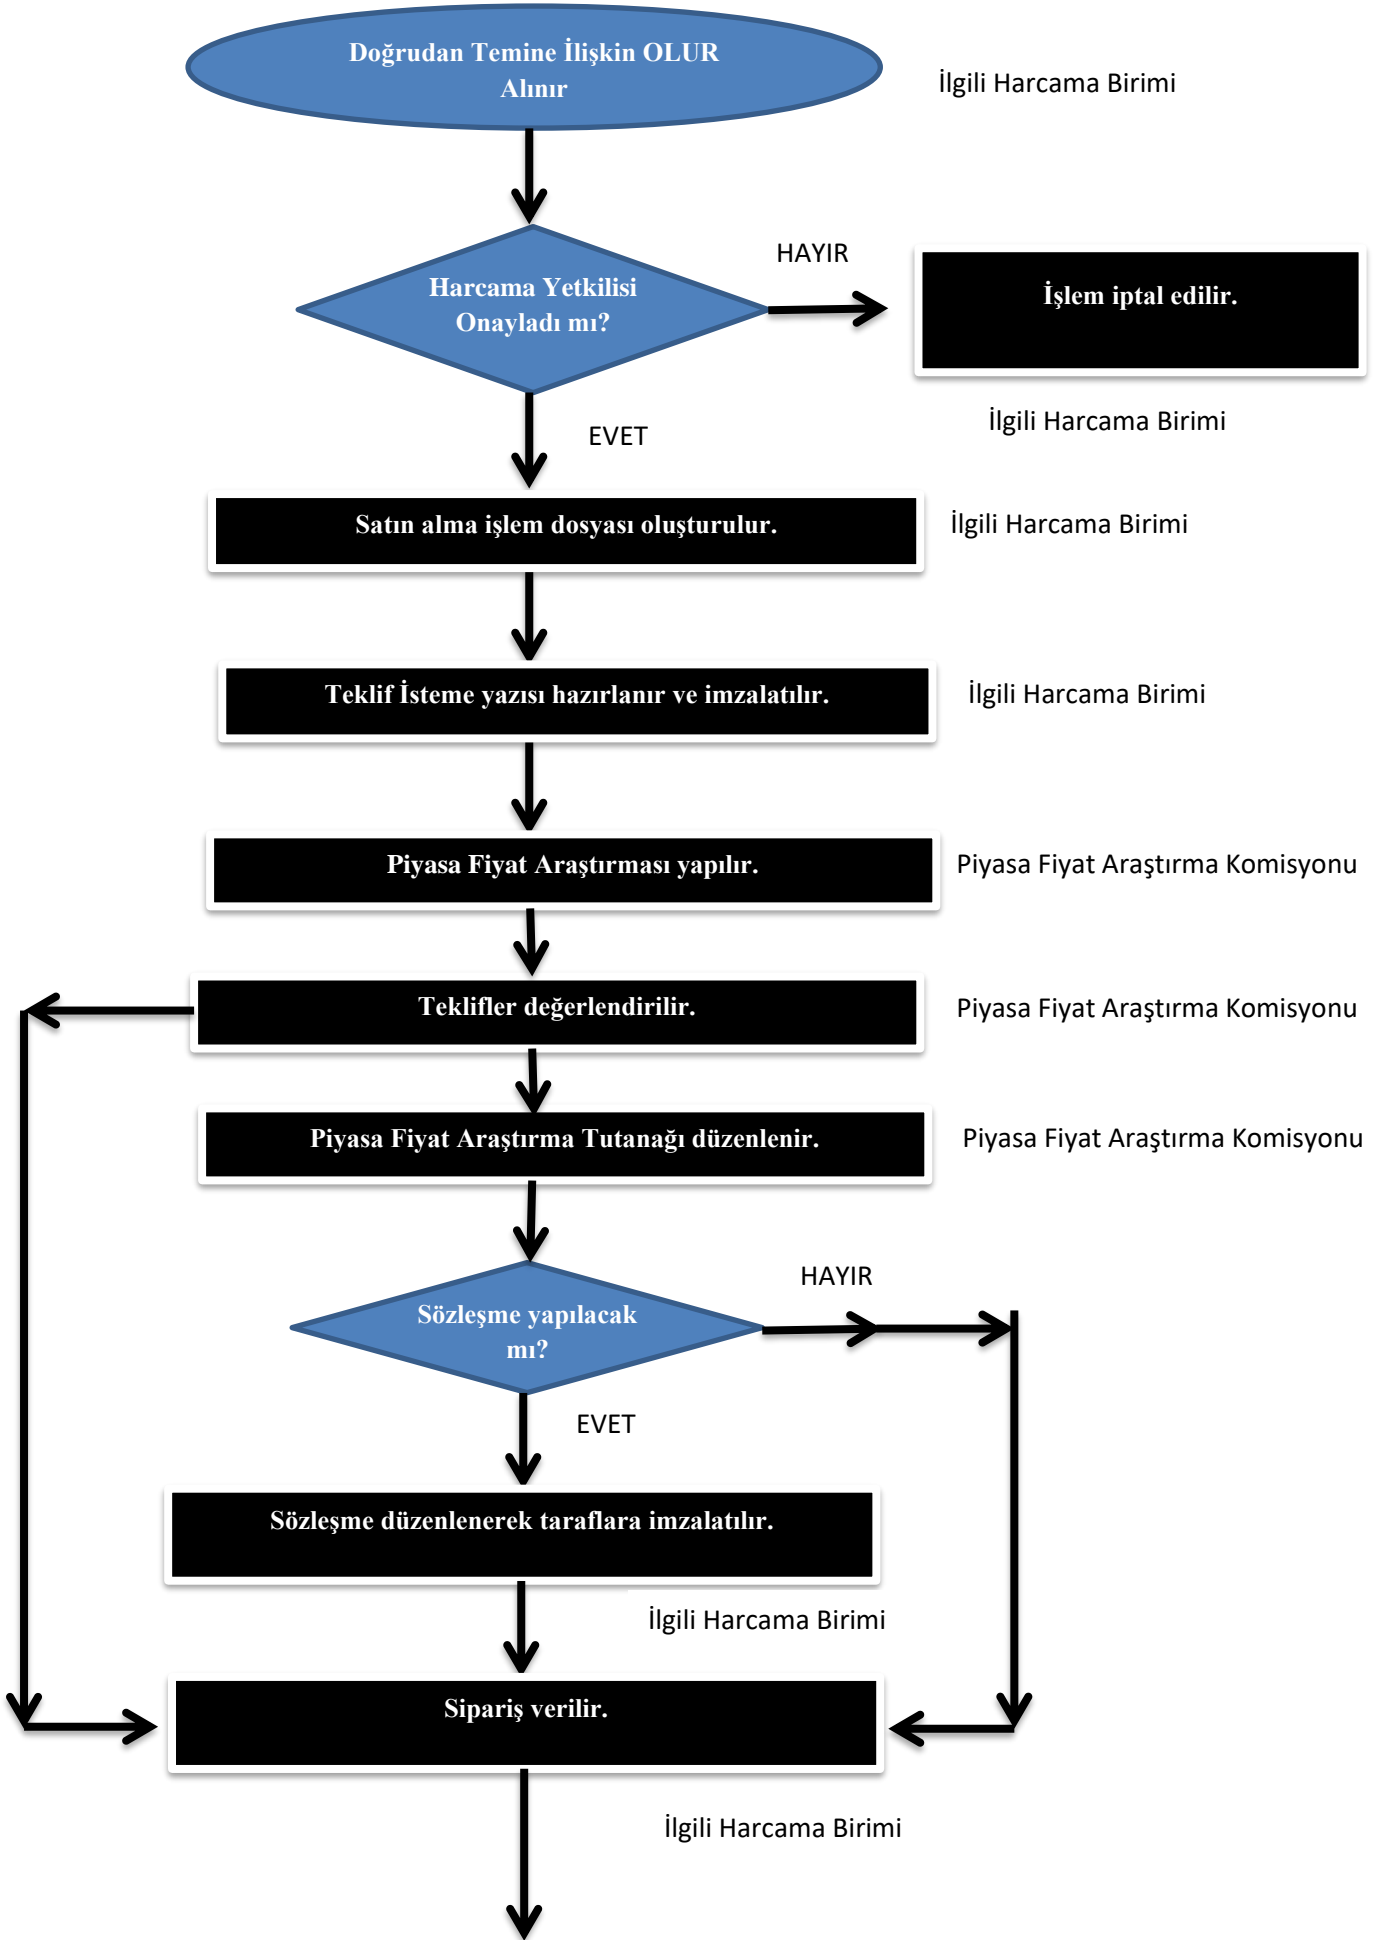 Doğrudan Temine İlişkin OLUR
Alınır
İlgili Harcama Birimi
HAYIR
Harcama Yetkilisi
Onayladı mı?
İşlem iptal edilir.
İlgili Harcama Birimi
EVET
Satın alma işlem dosyası oluşturulur.
İlgili Harcama Birimi
Teklif İsteme yazısı hazırlanır ve imzalatılır.
İlgili Harcama Birimi
Piyasa Fiyat Araştırması yapılır.
Piyasa Fiyat Araştırma Komisyonu
Teklifler değerlendirilir.
Piyasa Fiyat Araştırma Komisyonu
Piyasa Fiyat Araştırma Tutanağı düzenlenir.
Piyasa Fiyat Araştırma Komisyonu
HAYIR
Sözleşme yapılacak
mı?
EVET
Sözleşme düzenlenerek taraflara imzalatılır.
İlgili Harcama Birimi
Sipariş verilir.
İlgili Harcama Birimi